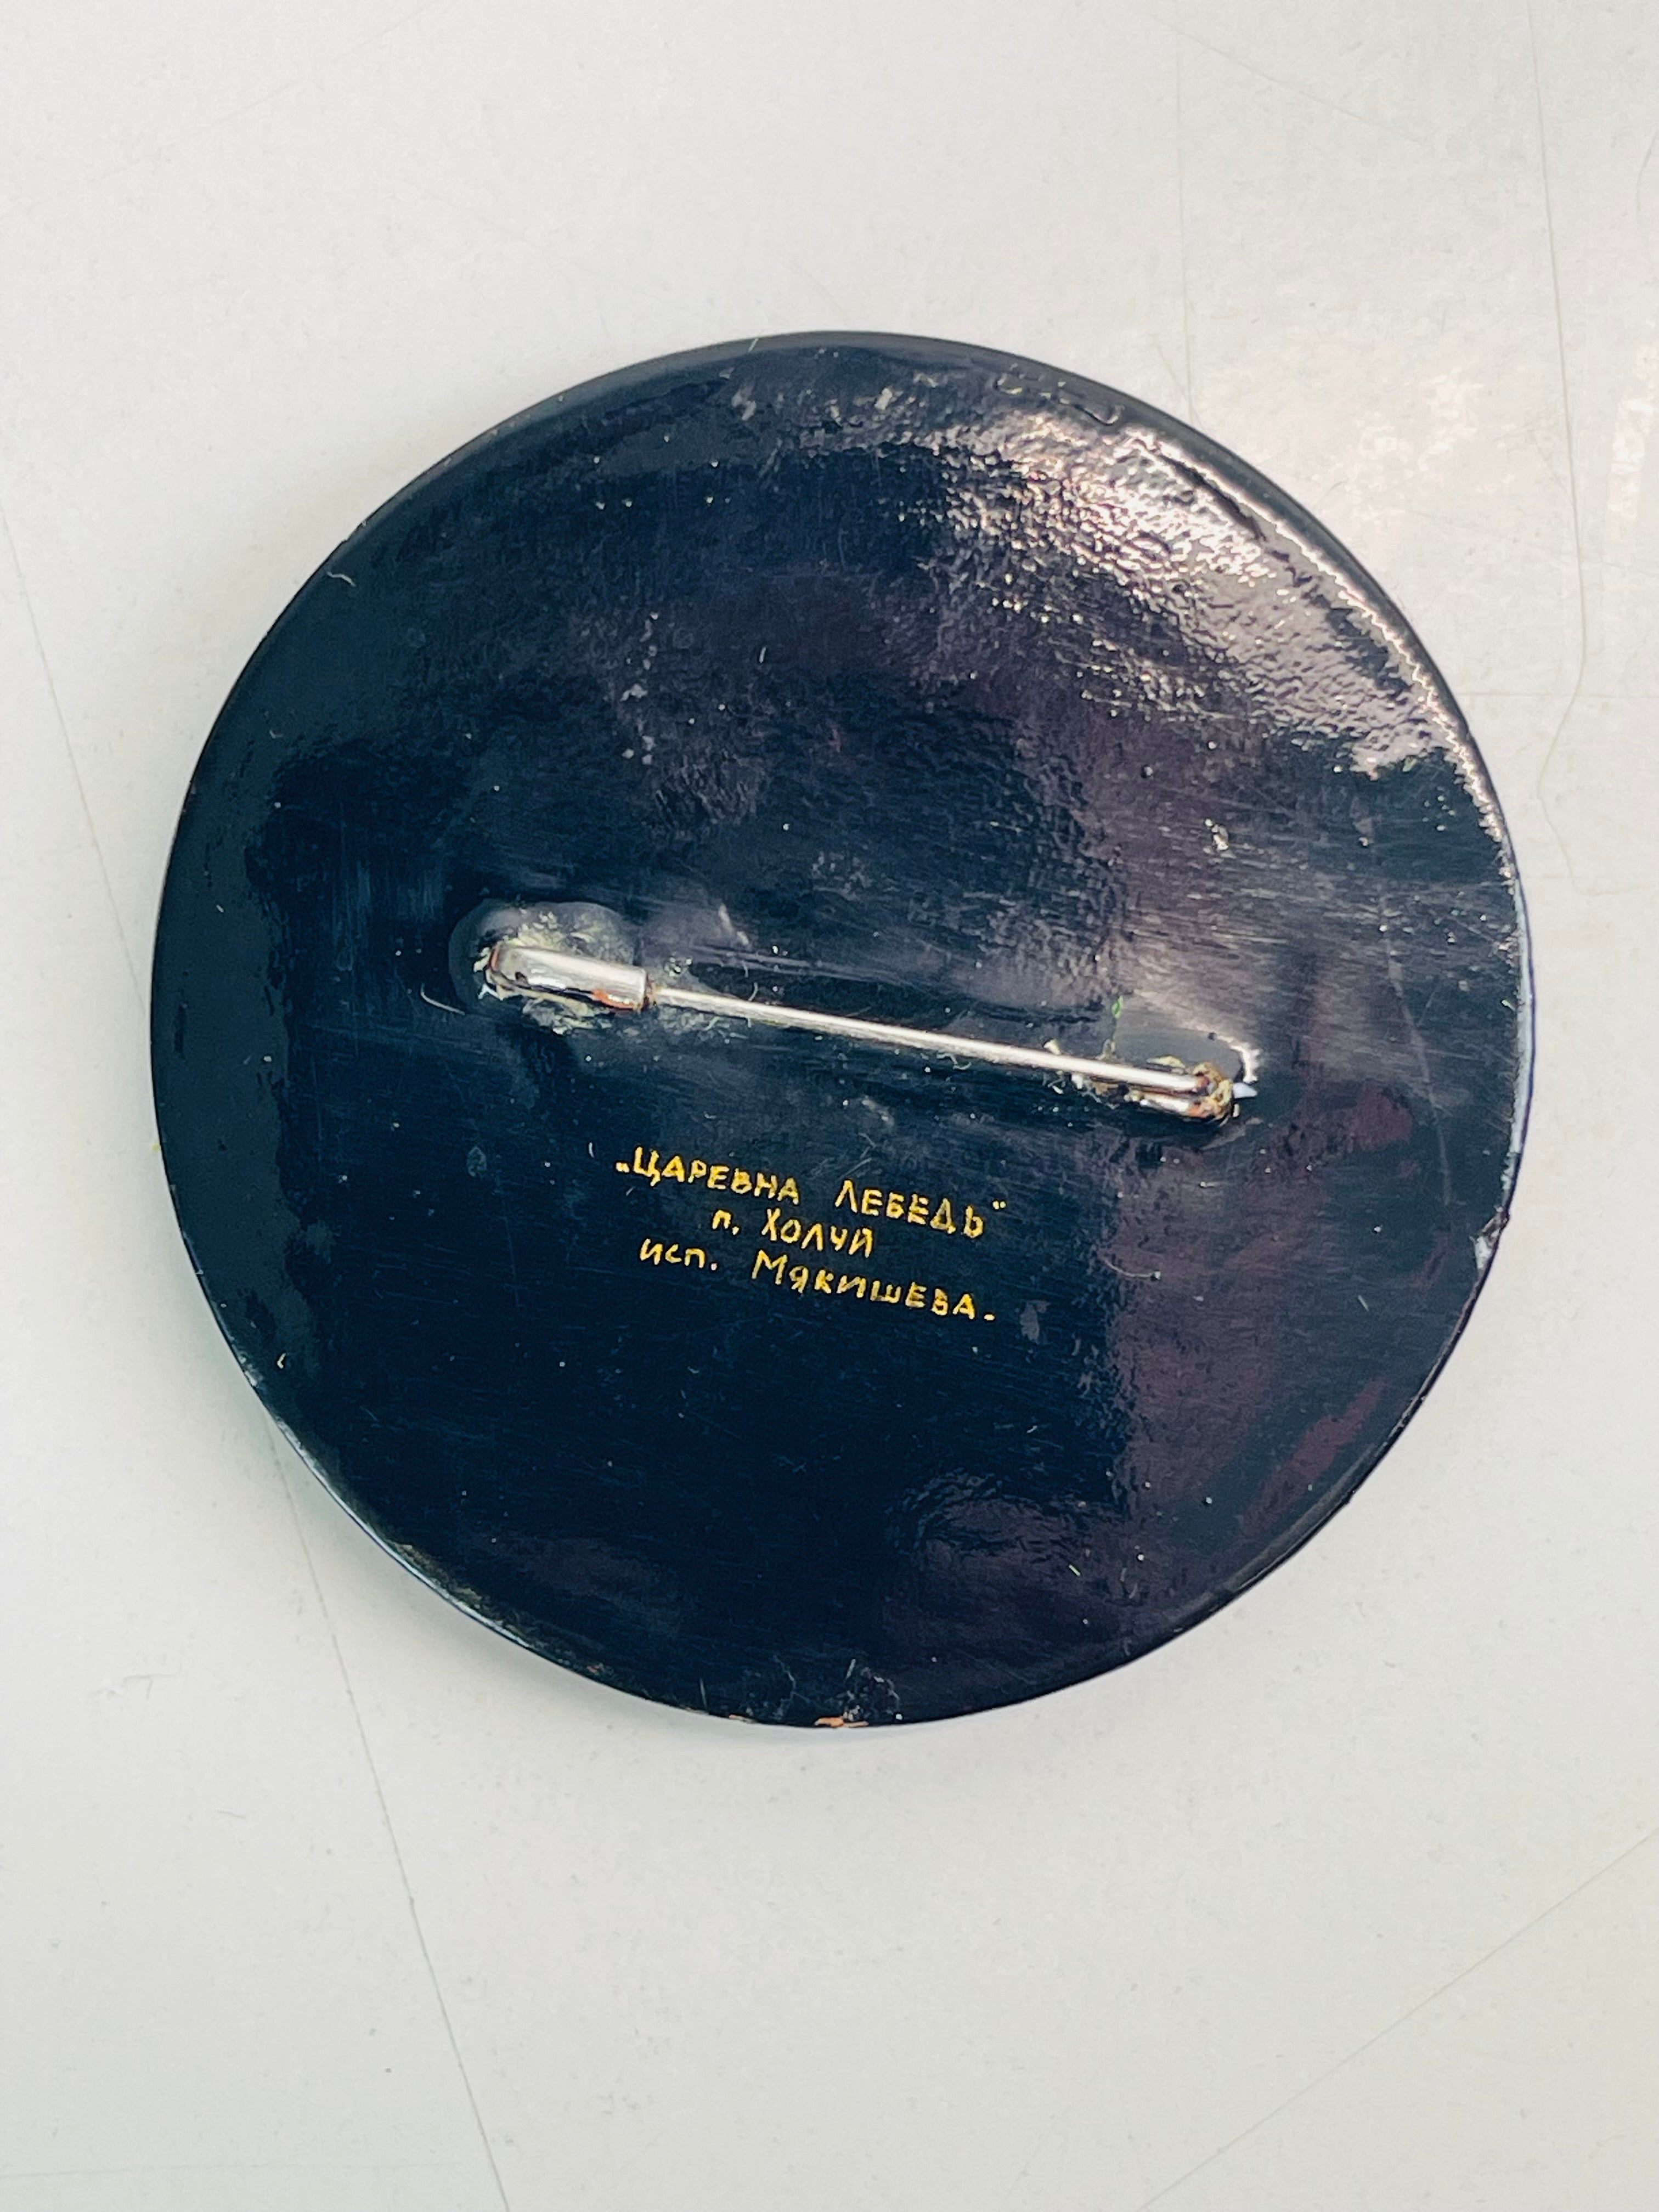 „ЦАРЕВНА ЛЕБЕДЬ"
п. ХОЛУЙ
исп. МЯКИШЕВА.